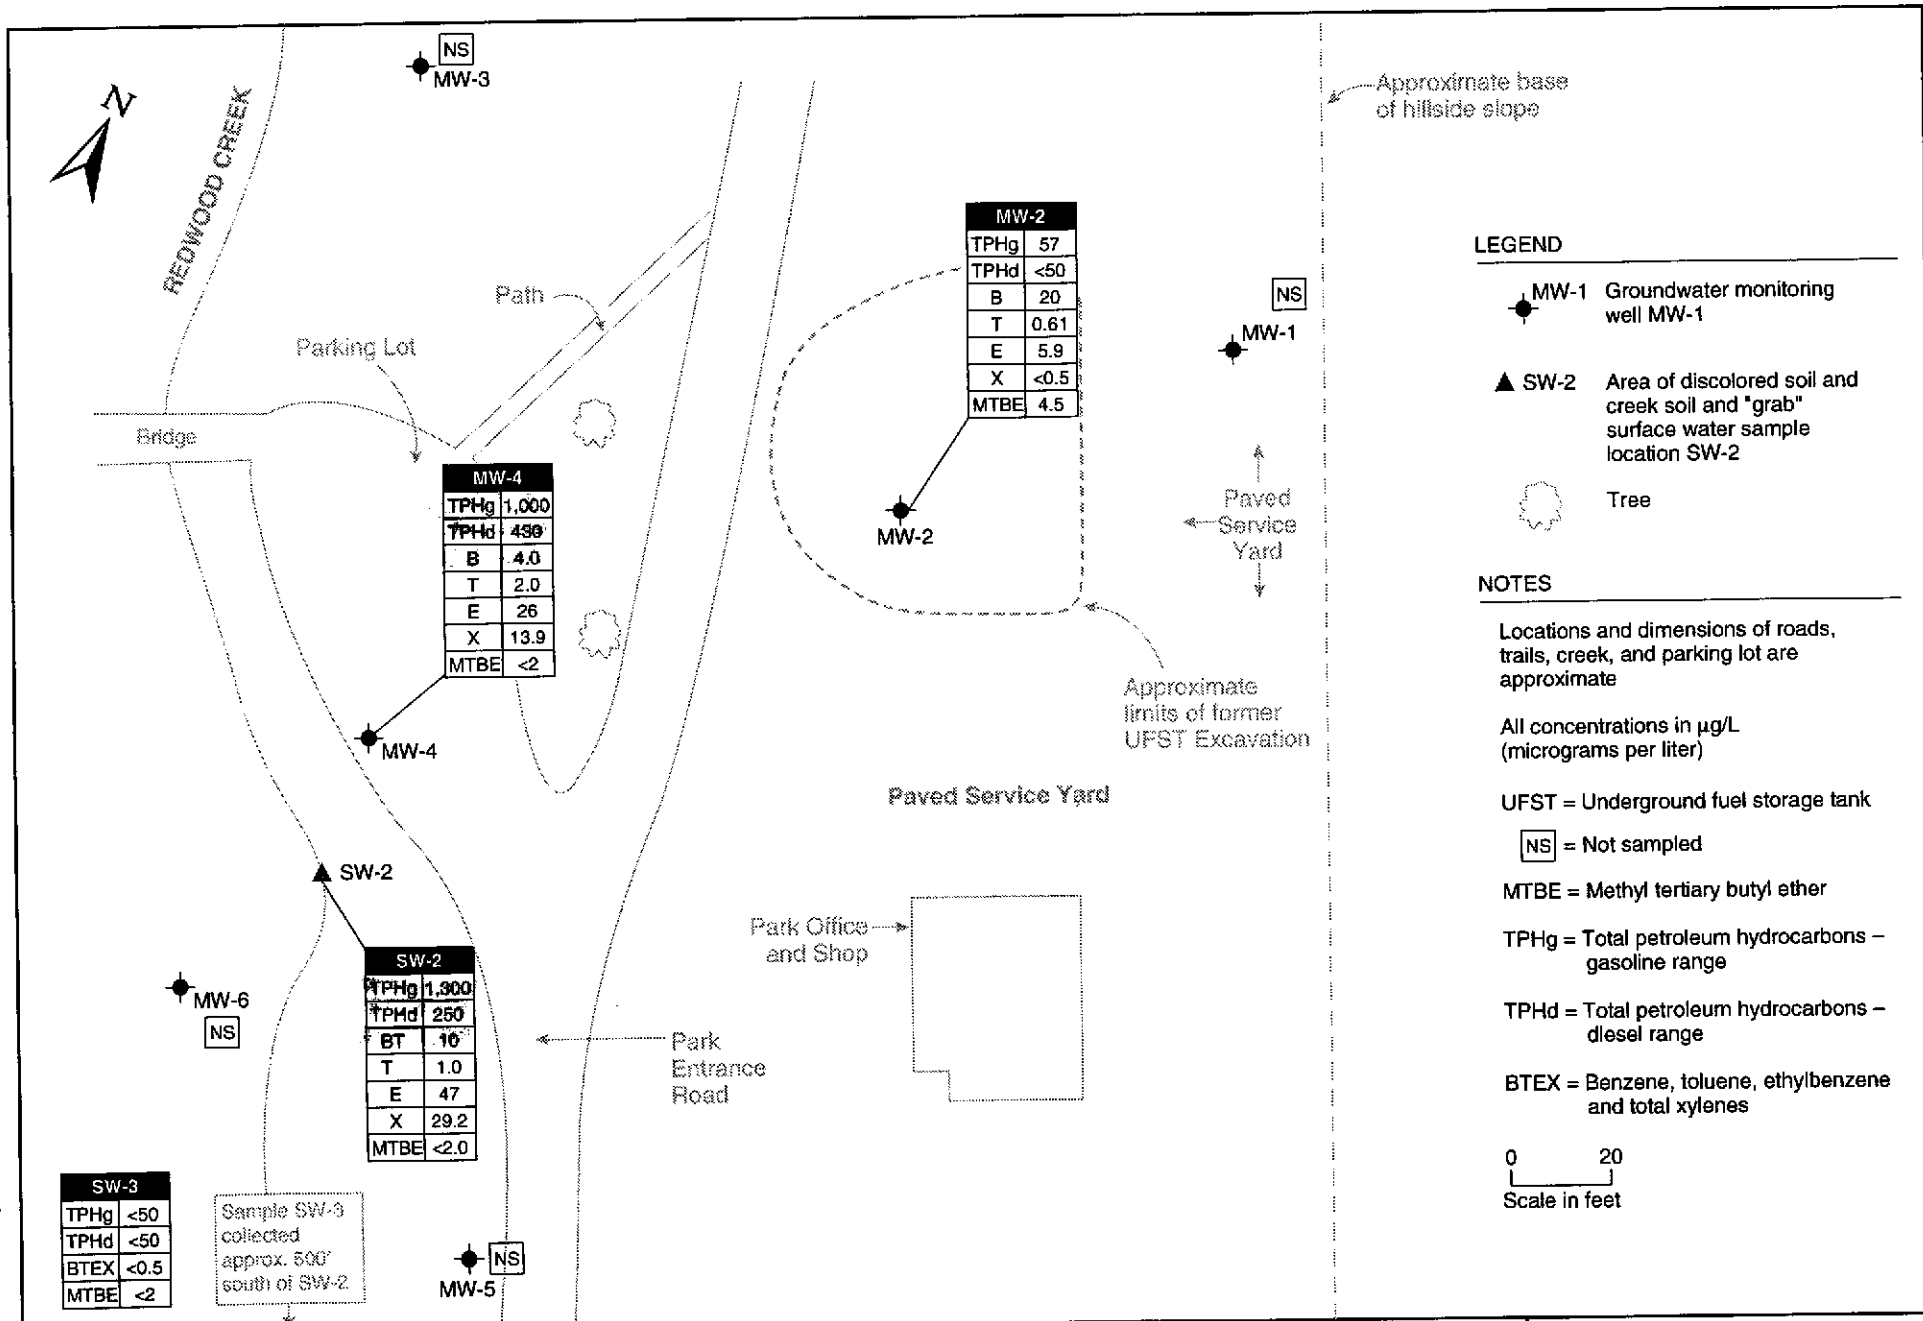 NS
MW-3
N
REDWOOD CREEK
Approximate base
of hillside slope
MW-2
TPHg 57
TPHd <50
B 20
T 0.61
E 5.9
X <0.5
MTBE 4.5
NS
MW-1
Path
Parking Lot
Bridge
MW-4
TPHg 1,000
TPHd 430
B 4.0
T 2.0
E 26
X 13.9
MTBE <2
MW-2
Paved
Service
Yard
MW-4
Approximate
limits of former
UFST Excavation
Paved Service Yard
SW-2
Park Office
and Shop
SW-2
TPHg 1,300
TPHd 250
BT 10
T 1.0
E 47
X 29.2
MTBE <2.0
MW-6
NS
Park
Entrance
Road
SW-3
TPHg <50
TPHd <50
BTEX <0.5
MTBE <2
Sample SW-3
collected
approx. 500'
south of SW-2
NS
MW-5
LEGEND
MW-1 Groundwater monitoring
well MW-1
SW-2 Area of discolored soil and
creek soil and "grab"
surface water sample
location SW-2
Tree
NOTES
Locations and dimensions of roads,
trails, creek, and parking lot are
approximate
All concentrations in µg/L
(micrograms per liter)
UFST = Underground fuel storage tank
NS = Not sampled
MTBE = Methyl tertiary butyl ether
TPHg = Total petroleum hydrocarbons –
gasoline range
TPHd = Total petroleum hydrocarbons –
diesel range
BTEX = Benzene, toluene, ethylbenzene
and total xylenes
0 20
Scale in feet